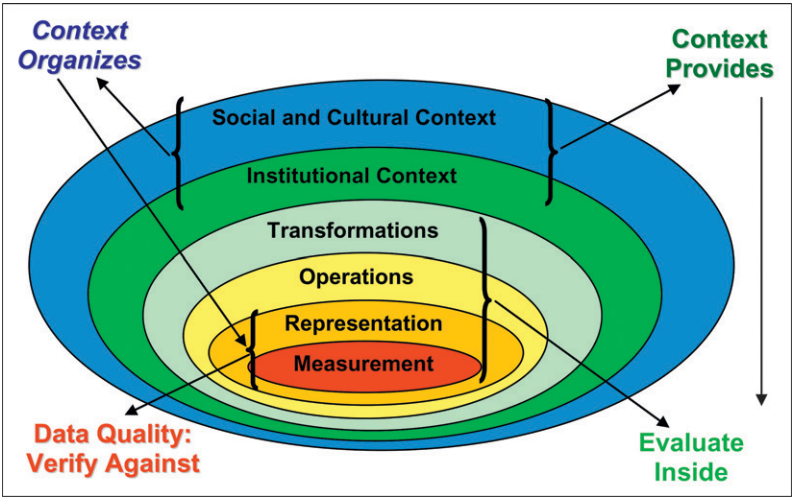 Context
Organizes
Context
Provides
Social and Cultural Context
Institutional Context
Transformations
Operations
Representation
Measurement
Data Quality:
Verify Against
Evaluate
Inside